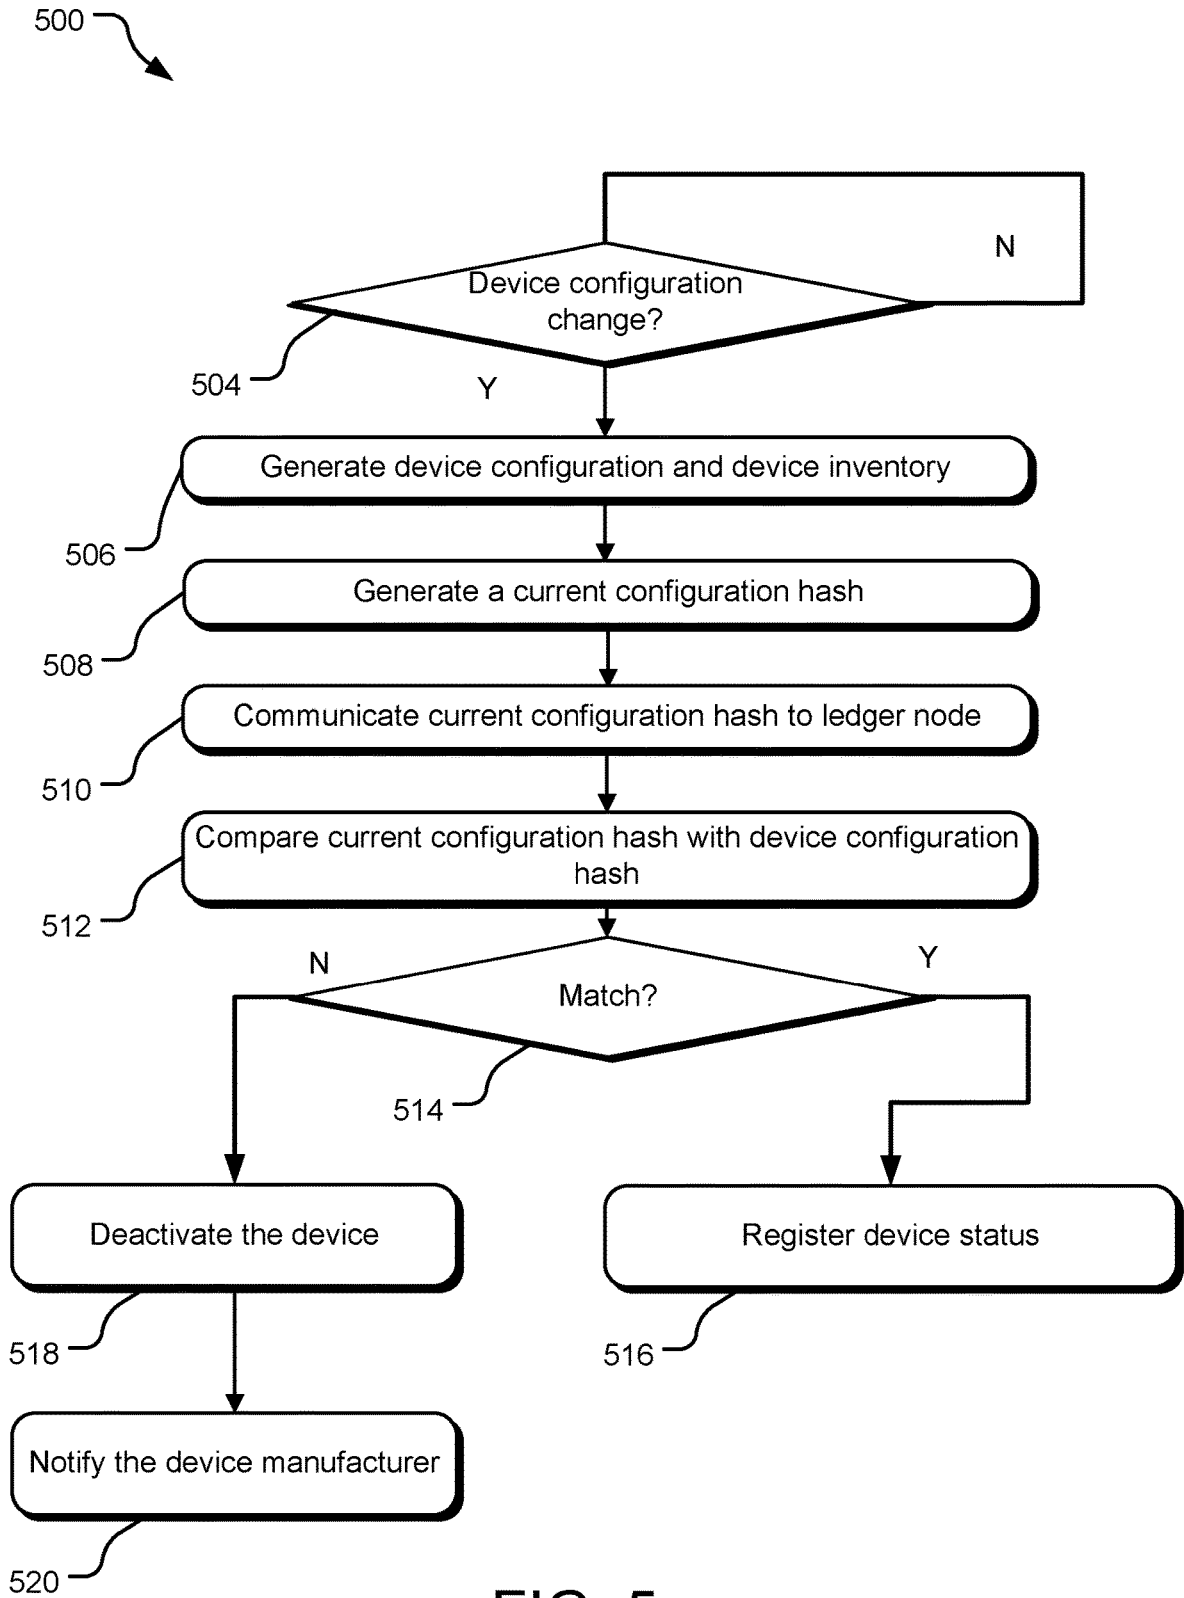 500
N
Device configuration
change?
504
Y
Generate device configuration and device inventory
506
Generate a current configuration hash
508
Communicate current configuration hash to ledger node
510
Compare current configuration hash with device configuration
hash
512
N
Y
Match?
514
Deactivate the device
Register device status
518
516
Notify the device manufacturer
520
FIG. 5